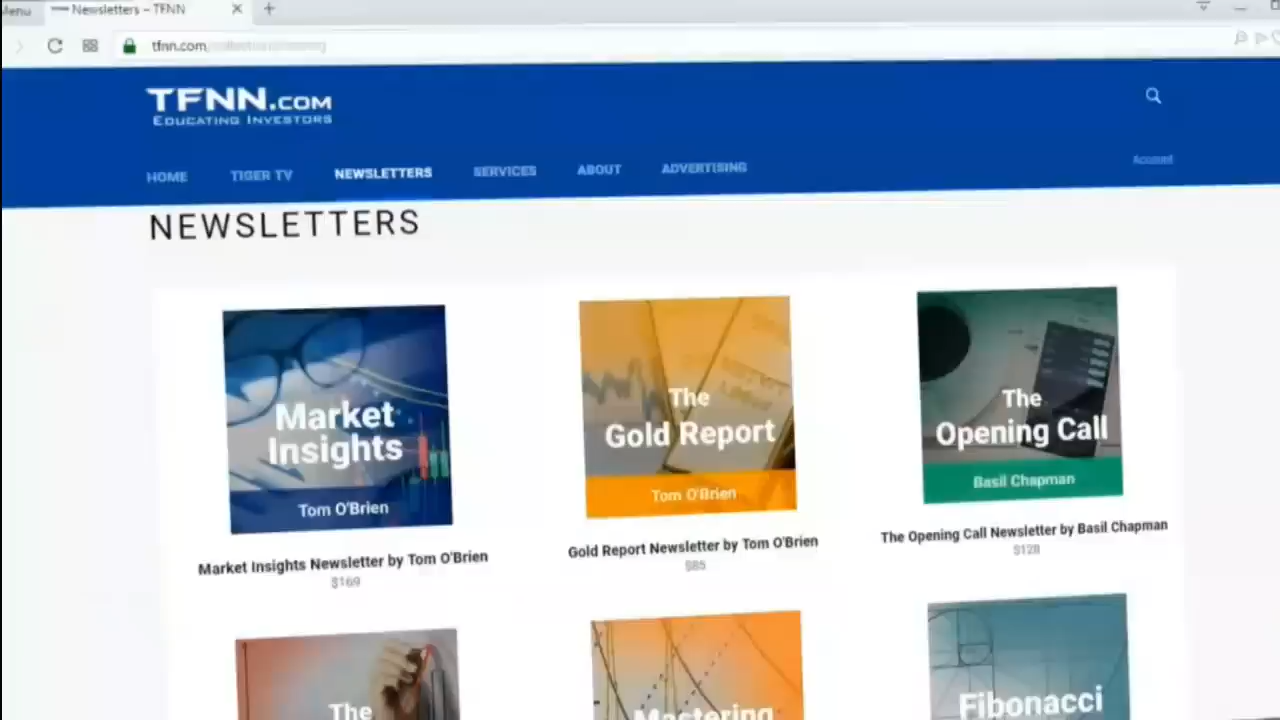 Menu
Newsletters – TFNN
tfnn.com
TFNN.COM
EDUCATING INVESTORS
Account
HOME TIGER TV NEWSLETTERS SERVICES ABOUT ADVERTISING
NEWSLETTERS
Market
Insights
Tom O'Brien
Market Insights Newsletter by Tom O'Brien
$169
The
Gold Report
Tom O'Brien
Gold Report Newsletter by Tom O'Brien
$85
The
Opening Call
Basil Chapman
The Opening Call Newsletter by Basil Chapman
$128
The
Mastering
Fibonacci